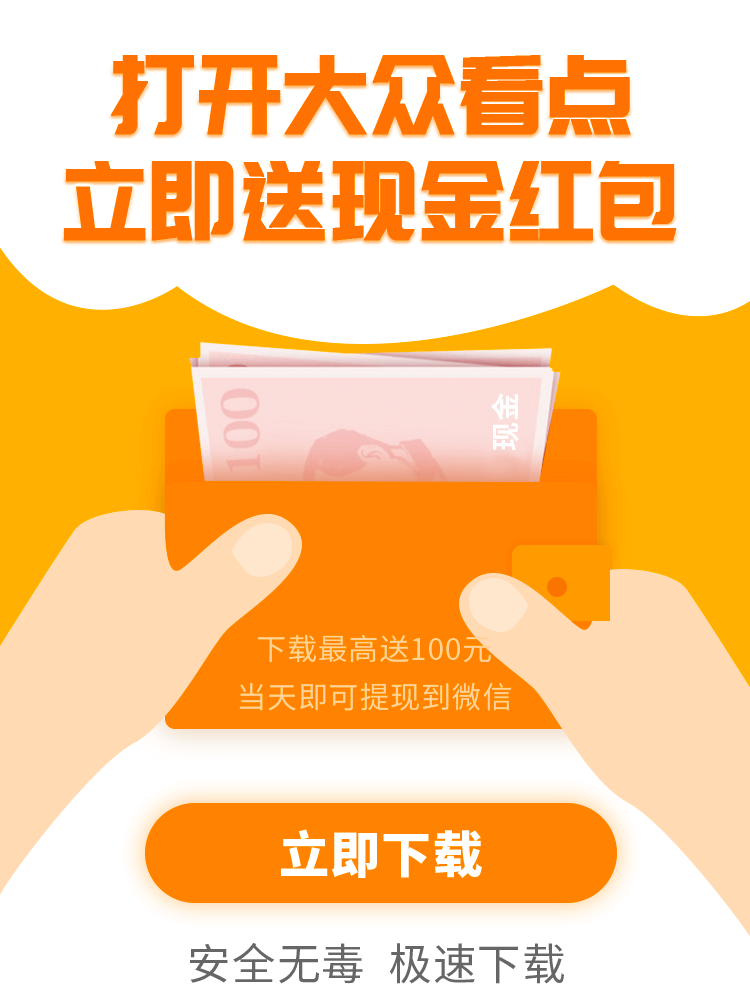 打开大众看点
立即送现金红包
100
现金
下载最高送100元
当天即可提现到微信
立即下载
安全无毒 极速下载